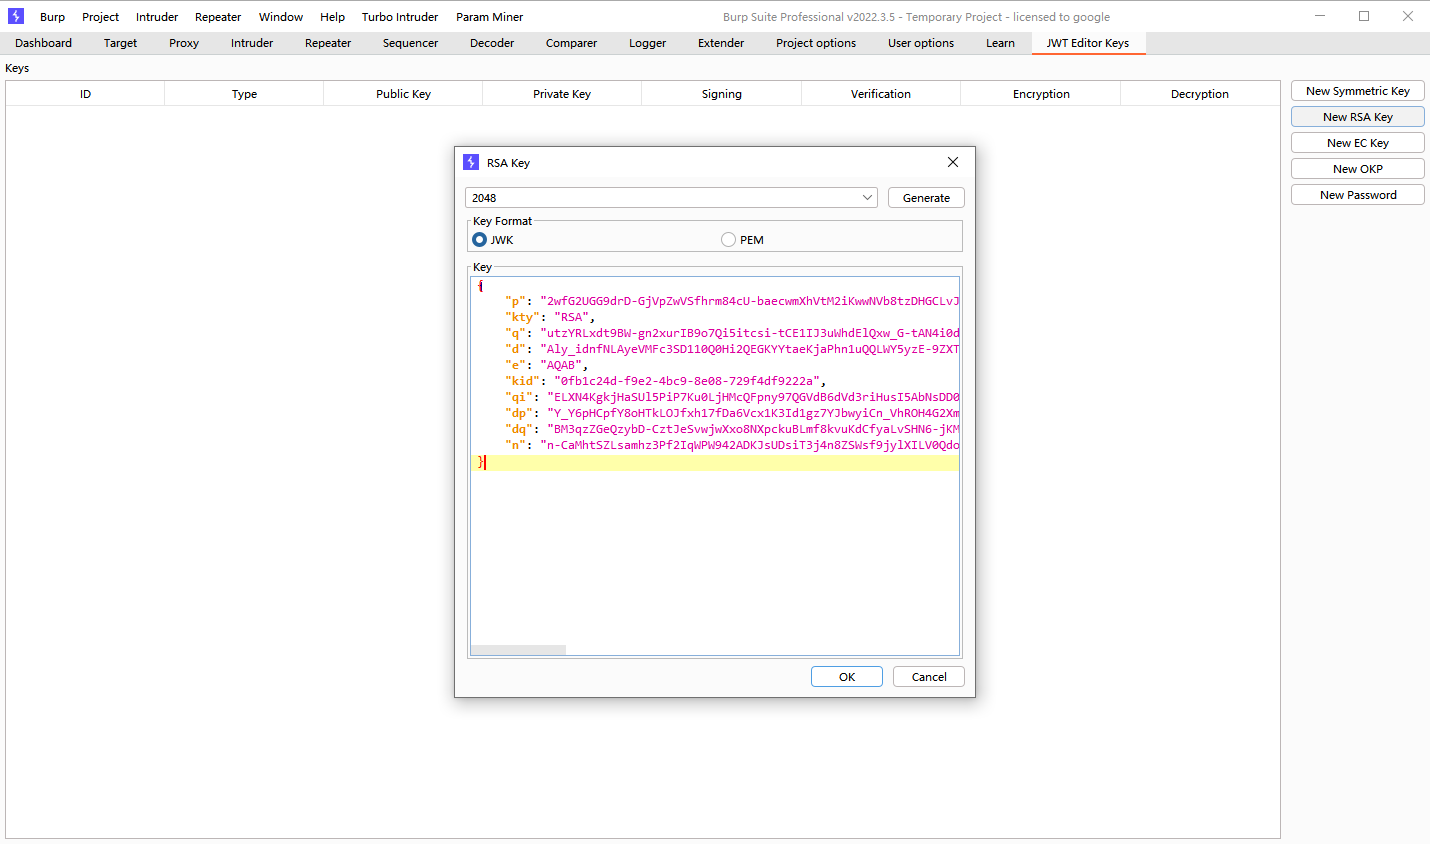 Burp Project Intruder Repeater Window Help Turbo Intruder Param Miner Burp Suite Professional v2022.3.5 - Temporary Project - licensed to google
Dashboard Target Proxy Intruder Repeater Sequencer Decoder Comparer Logger Extender Project options User options Learn JWT Editor Keys
Keys
ID Type Public Key Private Key Signing Verification Encryption Decryption
New Symmetric Key
New RSA Key
New EC Key
New OKP
New Password
RSA Key
2048 Generate
Key Format
JWK PEM
Key
{
"p": "2wfG2UGG9drD-GjVpZwVSfhrm84cU-baecwmXhVtM2iKwwNVb8tzDHGCLvJ
"kty": "RSA",
"q": "utzYRLxdt9BW-gn2xurIB9o7Qi5itcsi-tCE1IJ3uWhdElQxw_G-tAN4i0d
"d": "Aly_idnfNLAyeVMFc3SD110Q0Hi2QEGKYYtaeKjaPhn1uQQLWY5yzE-9ZXT
"e": "AQAB",
"kid": "0fb1c24d-f9e2-4bc9-8e08-729f4df9222a",
"qi": "ELXN4KgkjHaSUl5PiP7Ku0LjHMcQFpny97QGVdB6dVd3riHusI5AbNsDD0
"dp": "Y_Y6pHCpfY8oHTkLOJfxh17fDa6Vcx1K3Id1gz7YJbwyiCn_VhROH4G2Xm
"dq": "BM3qzZGeQzybD-CztJeSvwjwXxo8NXpckuBLmf8kvuKdCfyaLvSHN6-jKM
"n": "n-CaMhtSZLsamhz3Pf2IqWPW942ADKJsUDsiT3j4n8ZSWsf9jylXILV0Qdo
}
OK Cancel